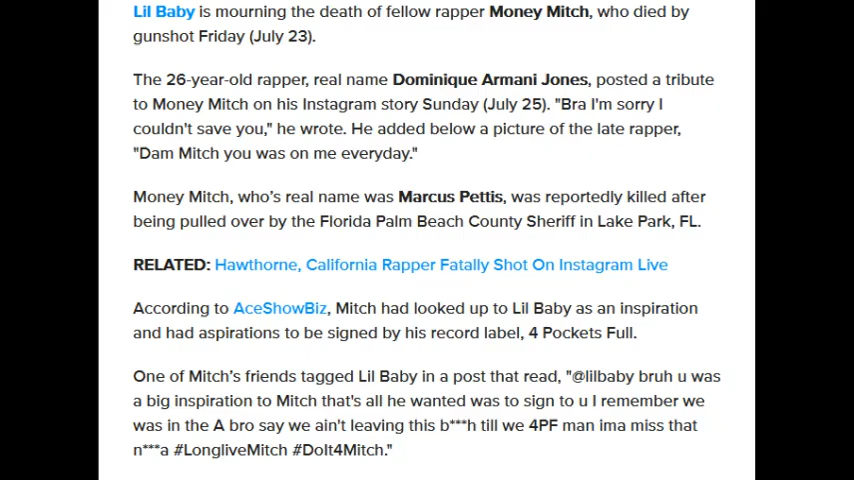 Lil Baby is mourning the death of fellow rapper Money Mitch, who died by
gunshot Friday (July 23).
The 26-year-old rapper, real name Dominique Armani Jones, posted a tribute
to Money Mitch on his Instagram story Sunday (July 25). "Bra I'm sorry I
couldn't save you," he wrote. He added below a picture of the late rapper,
"Dam Mitch you was on me everyday."
Money Mitch, who's real name was Marcus Pettis, was reportedly killed after
being pulled over by the Florida Palm Beach County Sheriff in Lake Park, FL.
RELATED: Hawthorne, California Rapper Fatally Shot On Instagram Live
According to AceShowBiz, Mitch had looked up to Lil Baby as an inspiration
and had aspirations to be signed by his record label, 4 Pockets Full.
One of Mitch's friends tagged Lil Baby in a post that read, "@lilbaby bruh u was
a big inspiration to Mitch that's all he wanted was to sign to u I remember we
was in the A bro say we ain't leaving this b***h till we 4PF man ima miss that
n***a #LongliveMitch #DoIt4Mitch."